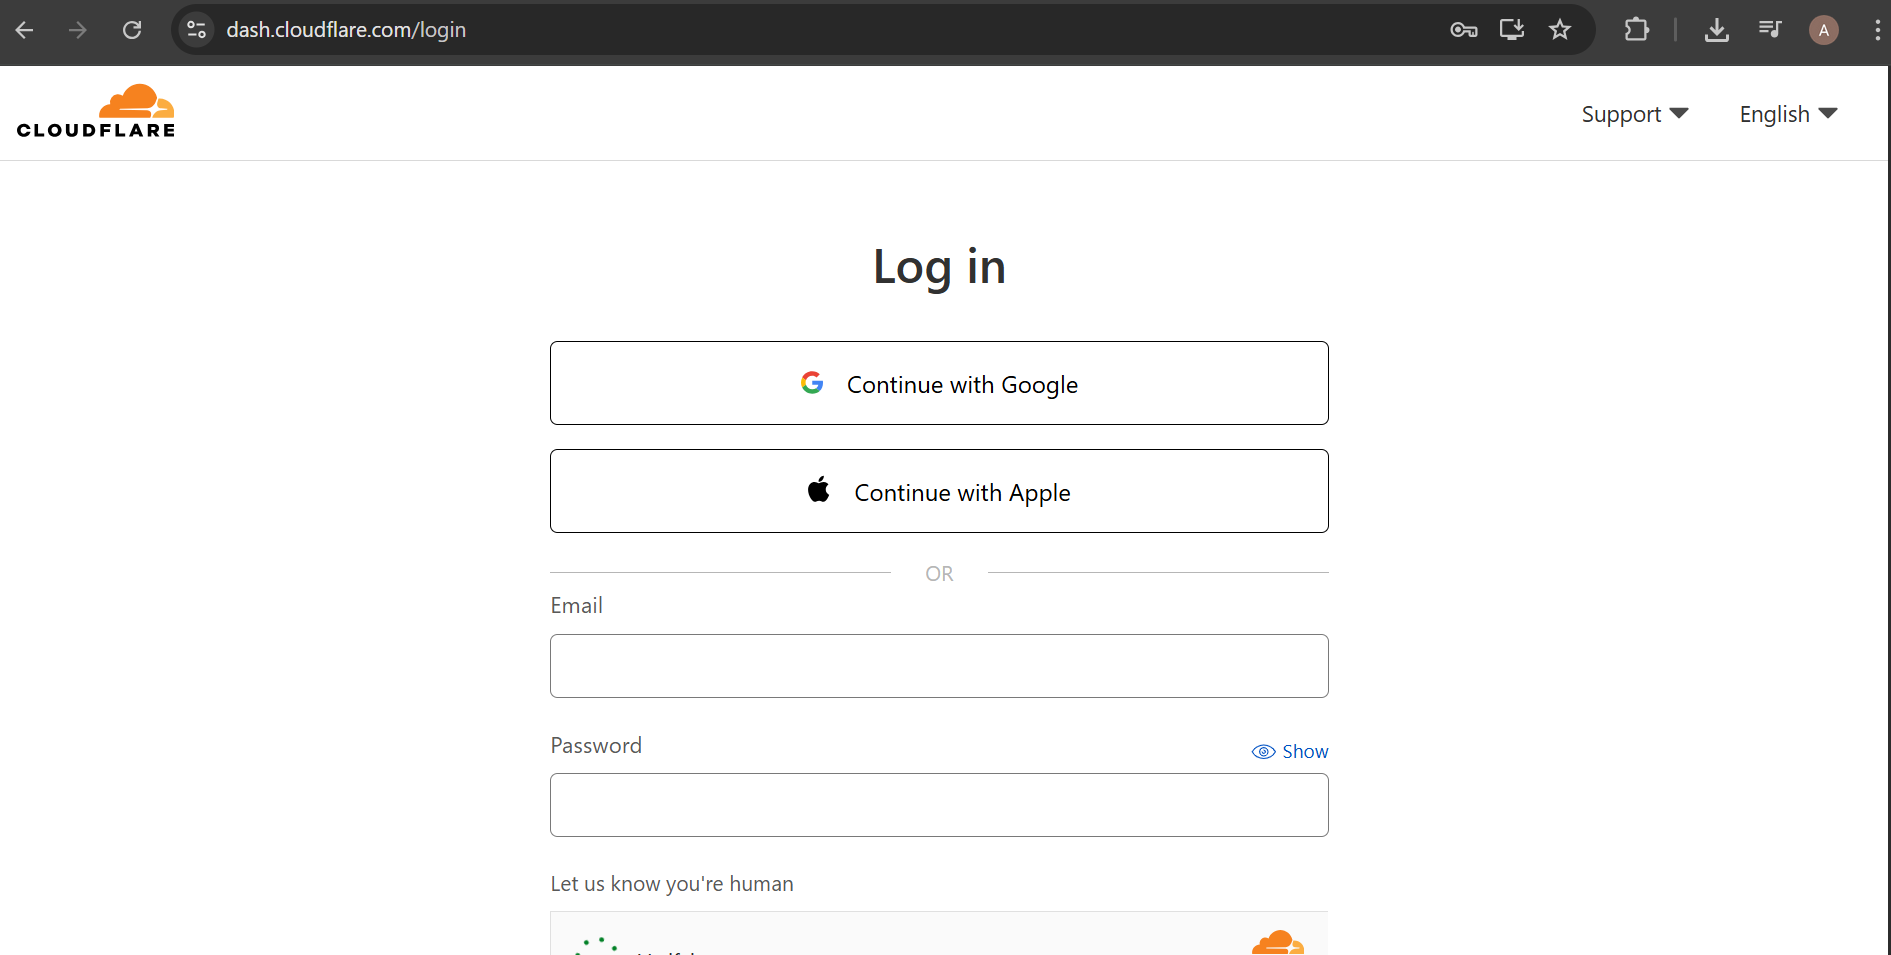 dash.cloudflare.com/login
A
CLOUDFLARE
Support
English
Log in
Continue with Google
Continue with Apple
OR
Email
Password
Show
Let us know you're human